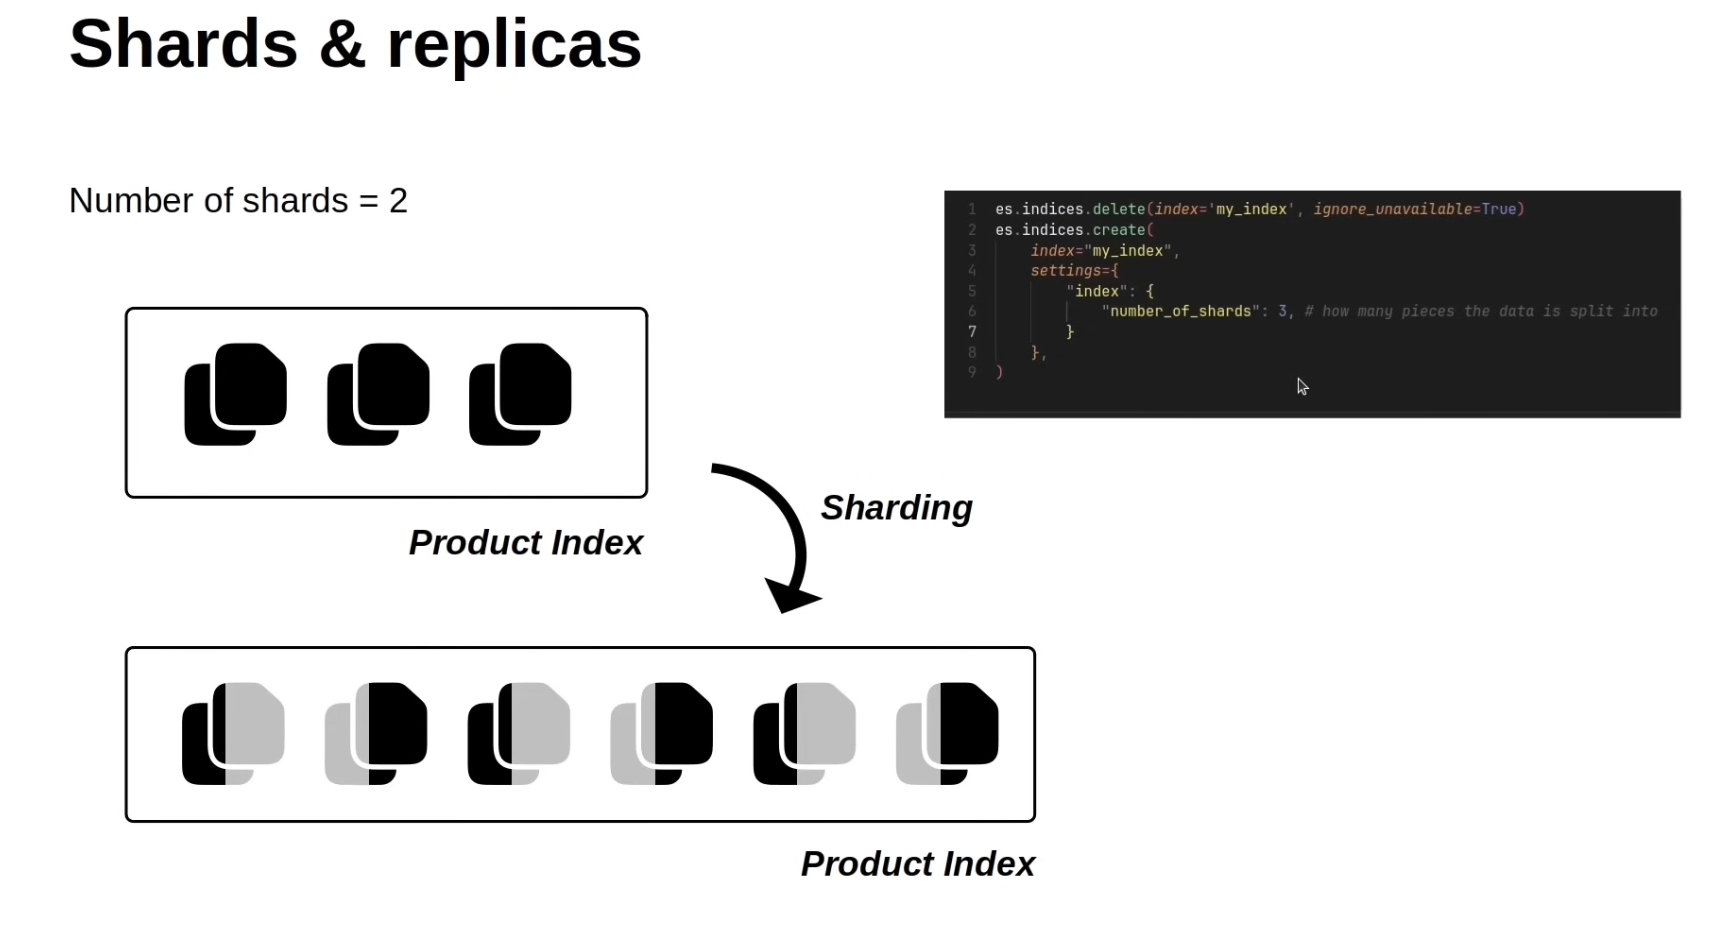 Shards & replicas
Number of shards = 2
1 es.indices.delete(index='my_index', ignore_unavailable=True)
2 es.indices.create(
3 index="my_index",
4 settings={
5 "index": {
6 "number_of_shards": 3, # how many pieces the data is split into
7 }
8 },
9 )
Product Index
Sharding
Product Index